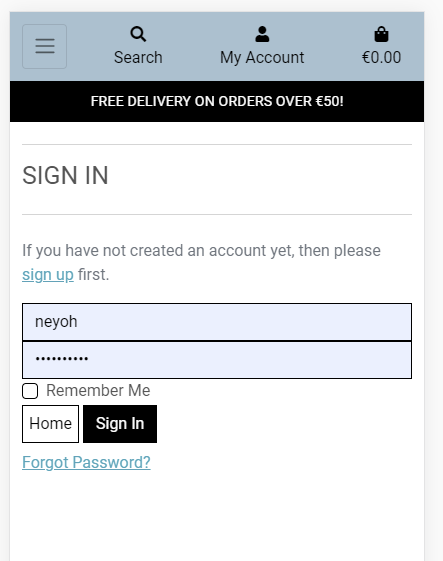 Search
My Account
€0.00
FREE DELIVERY ON ORDERS OVER €50!
SIGN IN
If you have not created an account yet, then please
sign up first.
neyoh
••••••••••
Remember Me
Home
Sign In
Forgot Password?